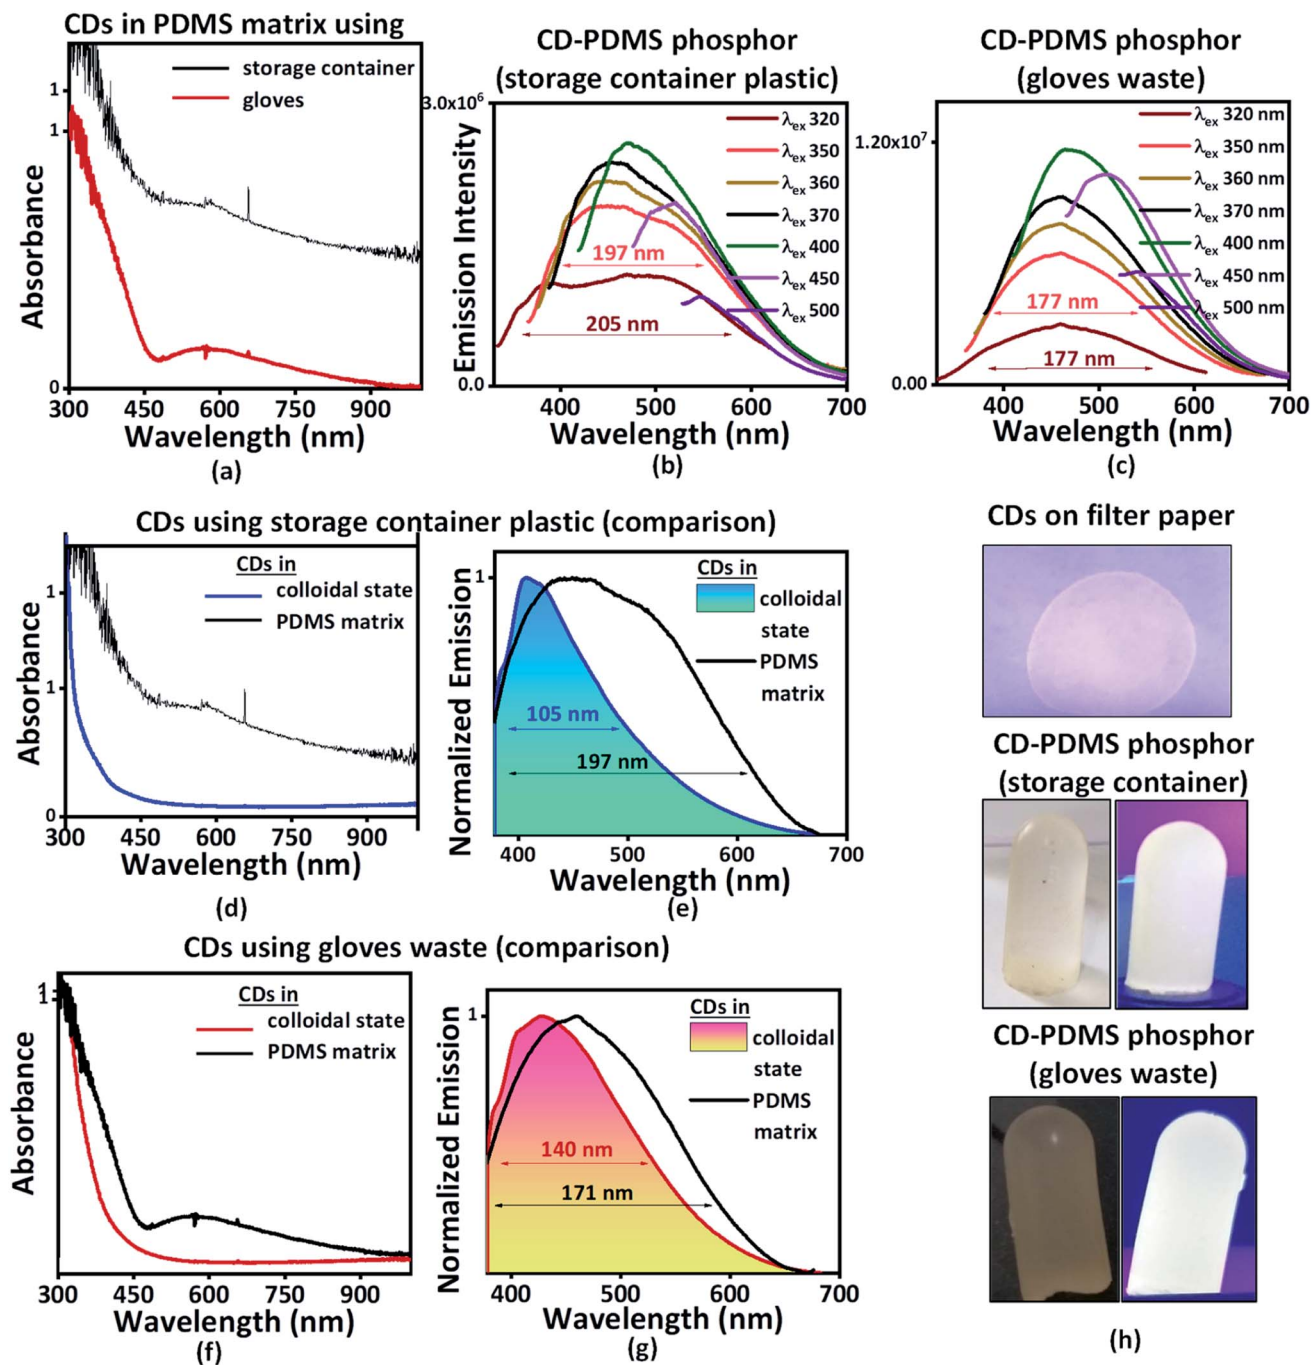 CDs in PDMS matrix using
storage container
gloves
1
1
0
Absorbance
300 450 600 750 900
Wavelength (nm)
(a)
CD-PDMS phosphor
(storage container plastic)
3.0x10⁶
0.0
Emission Intensity
λex 320
λex 350
λex 360
λex 370
λex 400
λex 450
λex 500
197 nm
205 nm
400 500 600 700
Wavelength (nm)
(b)
CD-PDMS phosphor
(gloves waste)
1.20x10⁷
0.00
λex 320 nm
λex 350 nm
λex 360 nm
λex 370 nm
λex 400 nm
λex 450 nm
λex 500 nm
177 nm
177 nm
400 500 600 700
Wavelength (nm)
(c)
CDs using storage container plastic (comparison)
CDs in
colloidal state
PDMS matrix
1
1
0
Absorbance
300 450 600 750 900
Wavelength (nm)
(d)
1
Normalized Emission
CDs in
colloidal
state
PDMS
matrix
105 nm
197 nm
400 500 600 700
Wavelength (nm)
(e)
CDs using gloves waste (comparison)
CDs in
colloidal state
PDMS matrix
1
1
Absorbance
300 450 600 750 900
Wavelength (nm)
(f)
1
Normalized Emission
CDs in
colloidal
state
PDMS
matrix
140 nm
171 nm
400 500 600 700
Wavelength (nm)
(g)
CDs on filter paper
CD-PDMS phosphor
(storage container)
CD-PDMS phosphor
(gloves waste)
(h)